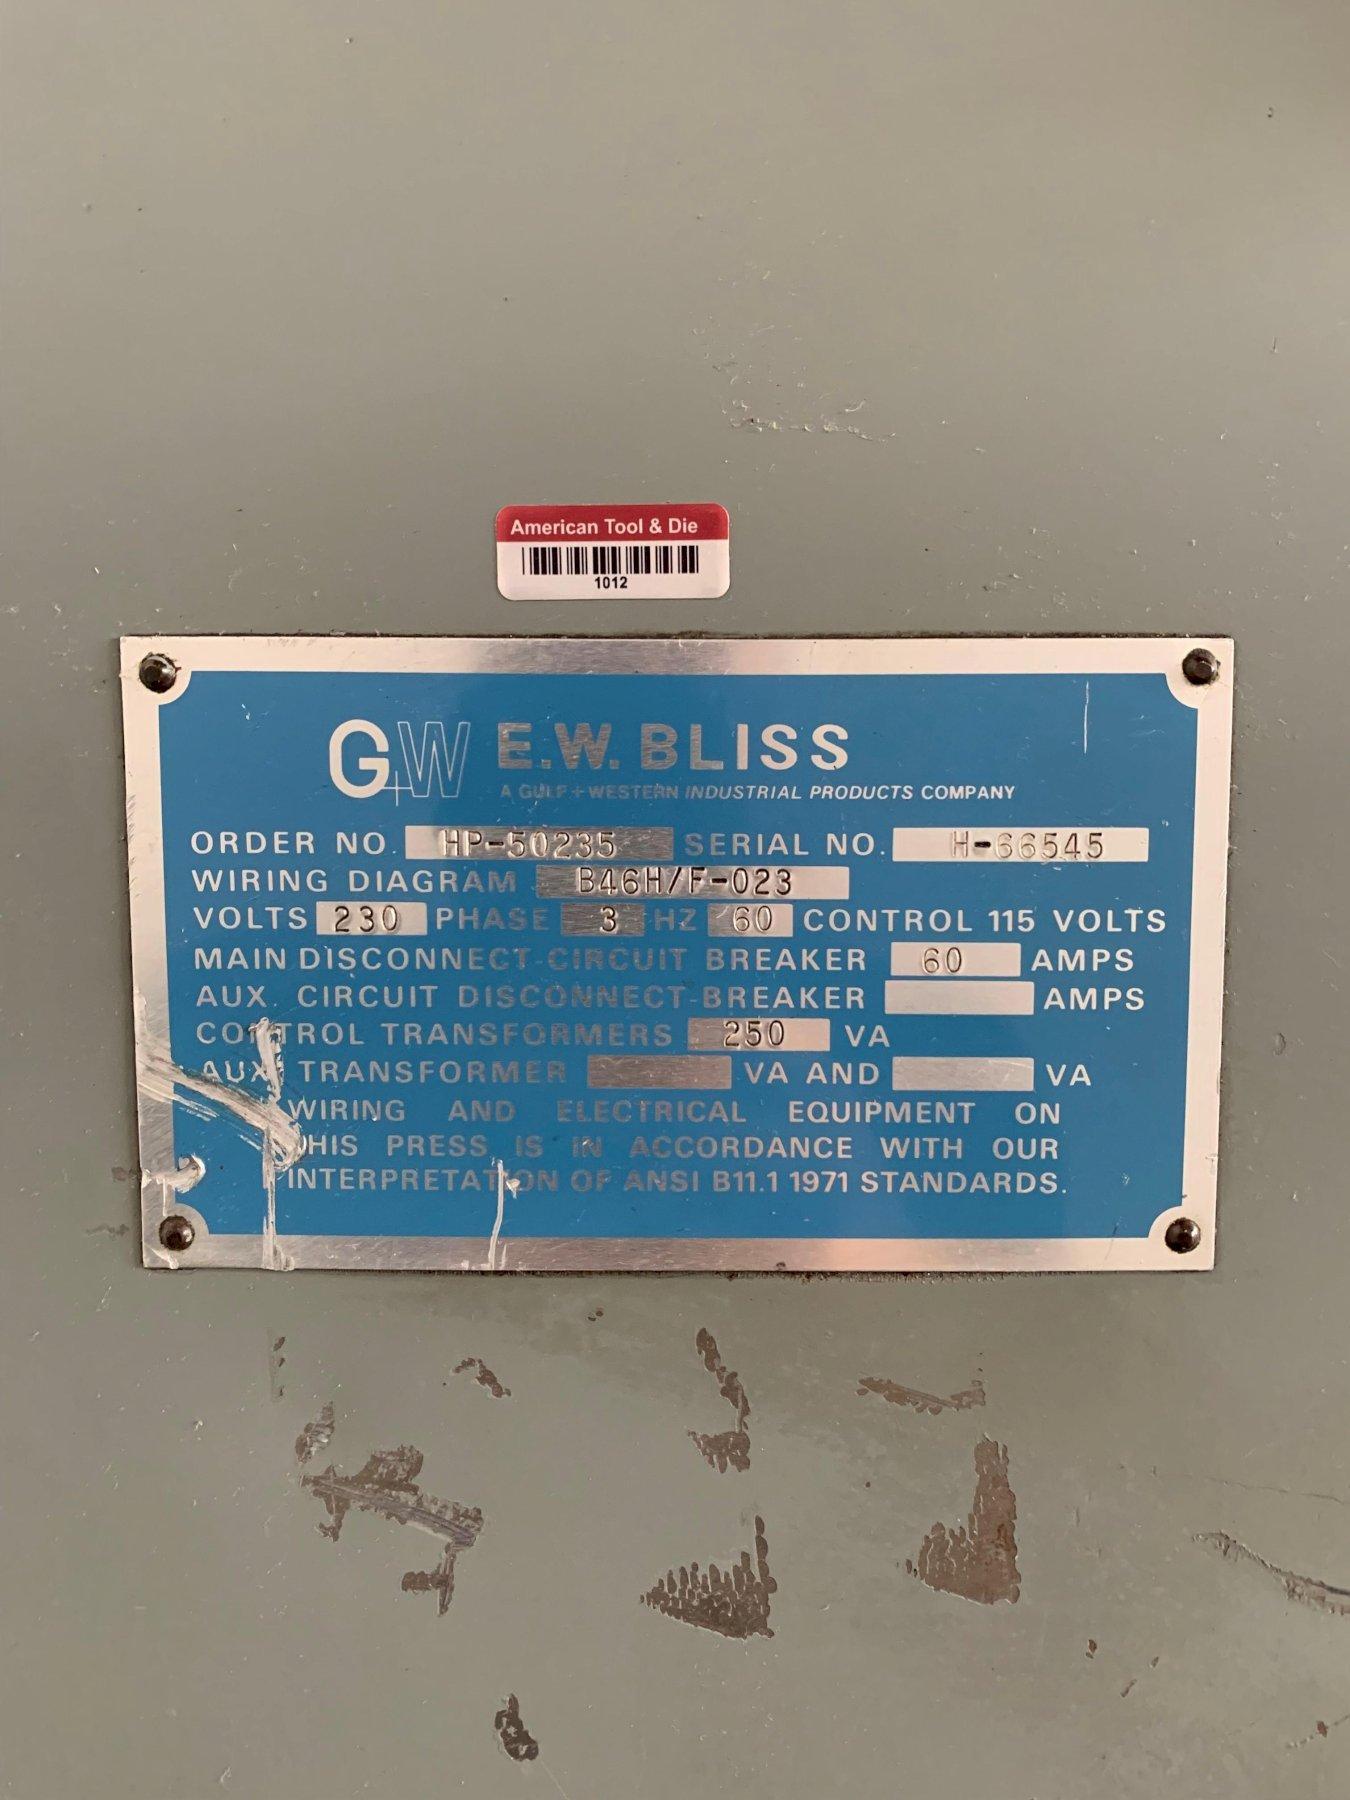 American Tool & Die
1012
G+W E.W. BLISS
A GULF + WESTERN INDUSTRIAL PRODUCTS COMPANY
ORDER NO. HP-50235 SERIAL NO. H-66545
WIRING DIAGRAM B46H/F-023
VOLTS 230 PHASE 3 HZ 60 CONTROL 115 VOLTS
MAIN DISCONNECT-CIRCUIT BREAKER 60 AMPS
AUX. CIRCUIT DISCONNECT-BREAKER AMPS
CONTROL TRANSFORMERS 250 VA
AUX. TRANSFORMER VA AND VA
WIRING AND ELECTRICAL EQUIPMENT ON
THIS PRESS IS IN ACCORDANCE WITH OUR
INTERPRETATION OF ANSI B11.1 1971 STANDARDS.